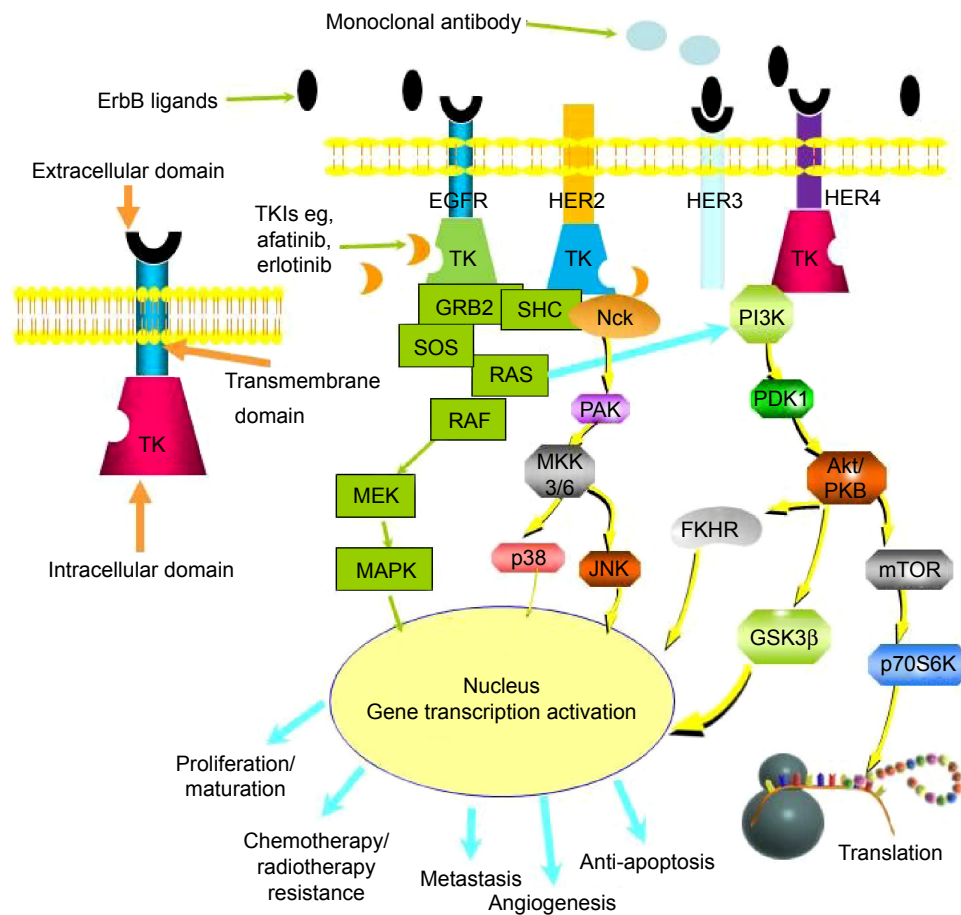 Monoclonal antibody
ErbB ligands
Extracellular domain
EGFR
HER2
HER3
HER4
TKIs eg,
afatinib,
erlotinib
TK
TK
TK
GRB2
SHC
Nck
PI3K
SOS
RAS
Transmembrane
domain
PAK
PDK1
RAF
TK
MKK
3/6
Akt/
PKB
MEK
FKHR
p38
JNK
mTOR
Intracellular domain
MAPK
GSK3β
p70S6K
Nucleus
Gene transcription activation
Proliferation/
maturation
Chemotherapy/
radiotherapy
resistance
Metastasis
Angiogenesis
Anti-apoptosis
Translation